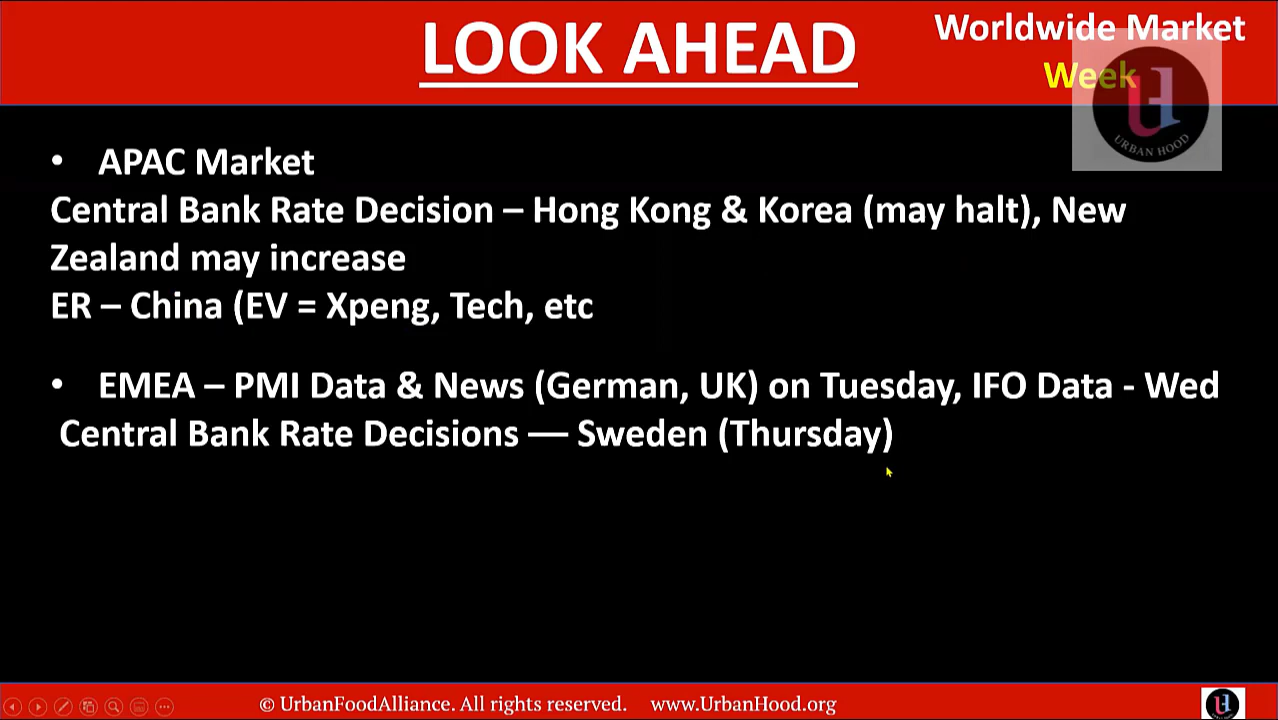 LOOK AHEAD
Worldwide Market
Week
URBAN HOOD
• APAC Market
Central Bank Rate Decision – Hong Kong & Korea (may halt), New
Zealand may increase
ER – China (EV = Xpeng, Tech, etc
• EMEA – PMI Data & News (German, UK) on Tuesday, IFO Data - Wed
Central Bank Rate Decisions –– Sweden (Thursday)
© UrbanFoodAlliance. All rights reserved. www.UrbanHood.org